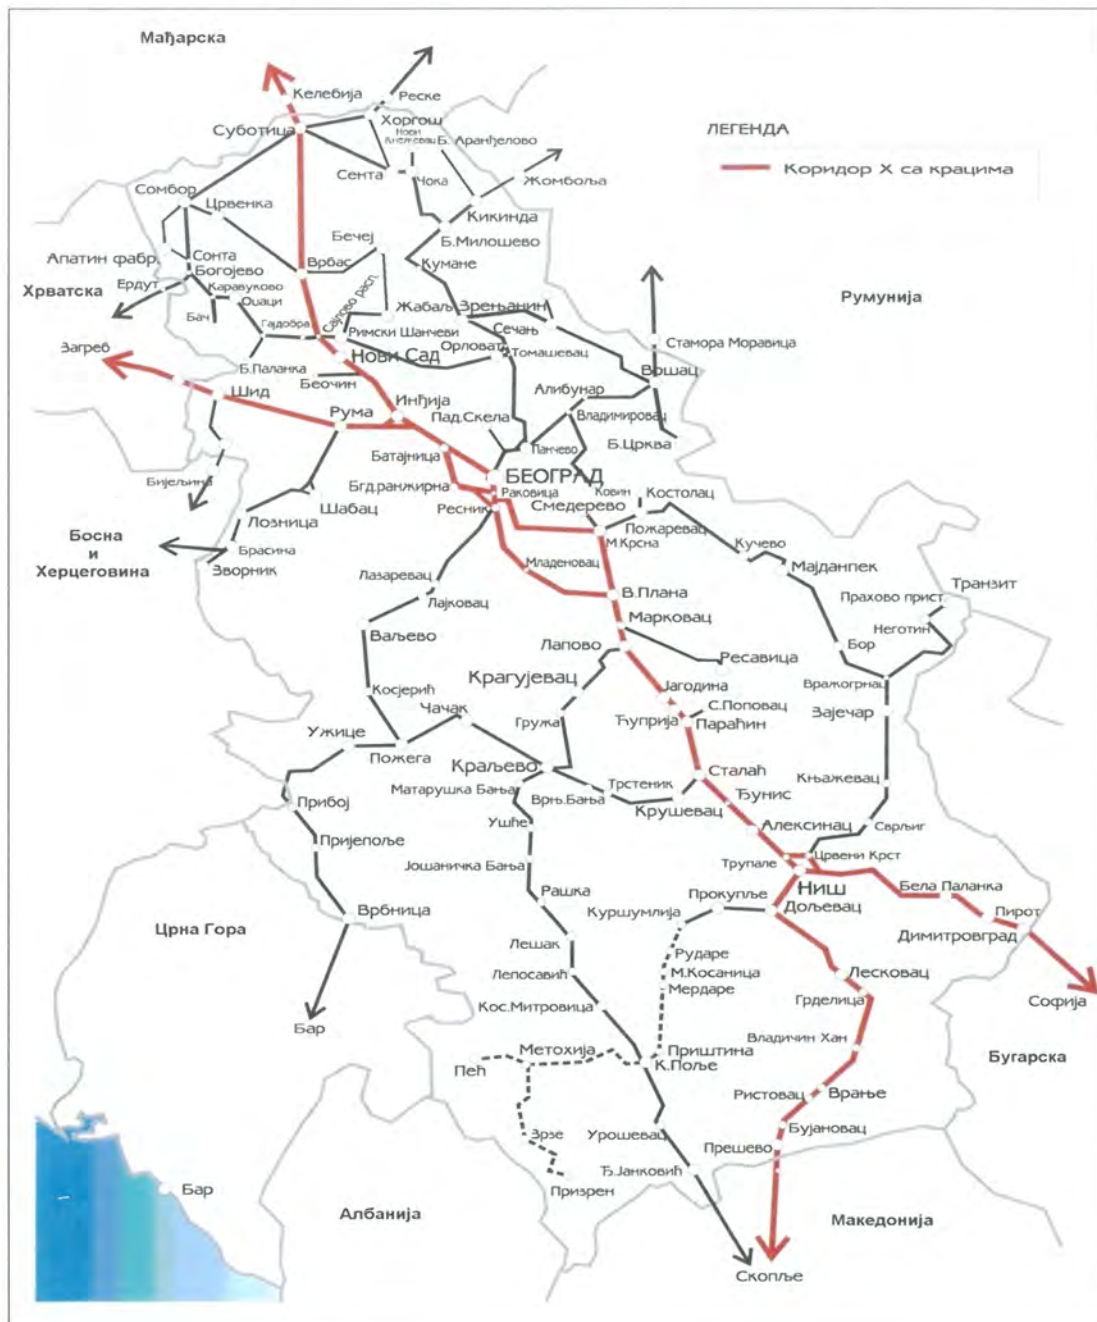 Мађарска
Келебија
Реске
Суботица
Хоргош
Нови
Кнежевац
Б. Аранђелово
ЛЕГЕНДА
Коридор X са крацима
Сента
Чока
Жомбоља
Сомбор
Црвенка
Кикинда
Бечеј
Б.Милошево
Апатин фабр.
Сонта
Врбас
Кумане
Богојево
Хрватска
Ердут
Каравуково
Оџаци
Сајлово расп.
Жабаљ
Зрењанин
Румунија
Бач
Гајдобра
Римски Шанчеви
Сечањ
Загреб
Нови Сад
Орловат
Томашевац
Стамора Моравица
Б.Паланка
Беочин
Вршац
Шид
Инђија
Алибунар
Рума
Пад.Скела
Владимировац
Б.Црква
Батајница
Панчево
Бијељина
БЕОГРАД
Бгд.ранжирна
Раковица
Ковин
Костолац
Шабац
Ресник
Смедерево
Лозница
Пожаревац
Босна
и
Херцеговина
Брасина
М.Крсна
Кучево
Зворник
Младеновац
Мајданпек
Лазаревац
Транзит
Лајковац
В.Плана
Прахово прист.
Марковац
Неготин
Ваљево
Лапово
Бор
Ресавица
Крагујевац
Јагодина
Вражогрнац
Косјерић
С.Поповац
Чачак
Гружа
Ћуприја
Параћин
Зајечар
Ужице
Пожега
Краљево
Сталаћ
Матарушка Бања
Врњ.Бања
Трстеник
Књажевац
Прибој
Крушевац
Ђунис
Ушће
Алексинац
Сврљиг
Пријепоље
Јошаничка Бања
Трупале
Црвени Крст
Ниш
Рашка
Прокупље
Бела Паланка
Врбница
Куршумлија
Дољевац
Пирот
Црна Гора
Димитровград
Лешак
Рударе
Лепосавић
М.Косаница
Лесковац
Мердаре
Грделица
Софија
Кос.Митровица
Бар
Владичин Хан
Метохија
Приштина
Бугарска
Пећ
К.Поље
Ристовац
Врање
Зрзе
Урошевац
Бујановац
Прешево
Ђ.Јанковић
Бар
Призрен
Албанија
Македонија
Скопље